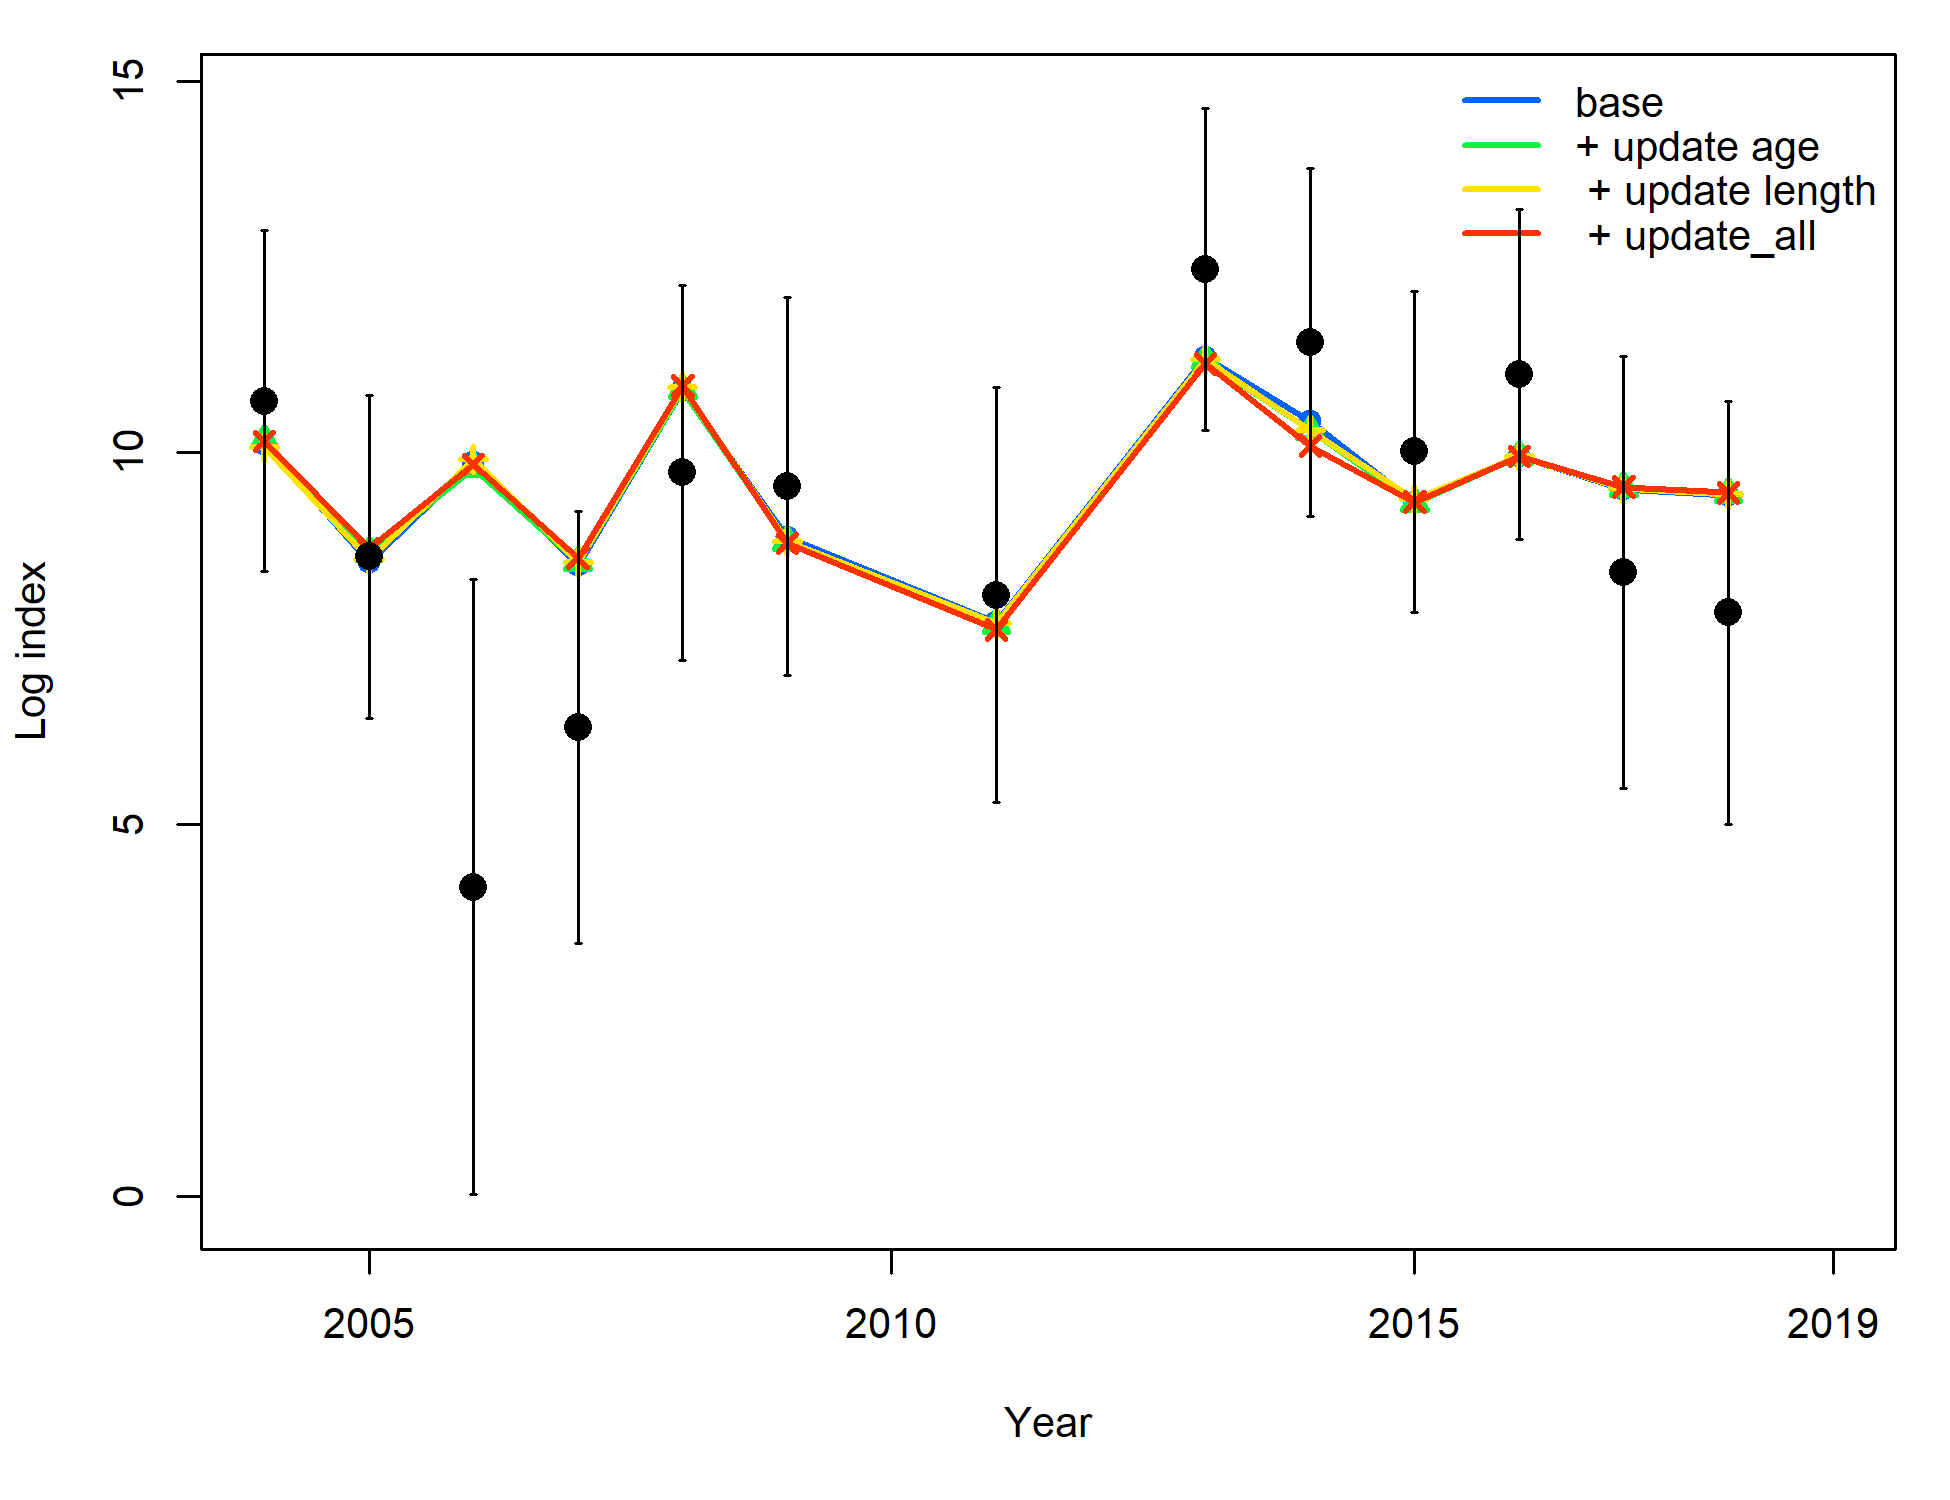 15
10
5
0
Log index
base
+ update age
+ update length
+ update_all
2005 2010 2015 2019
Year